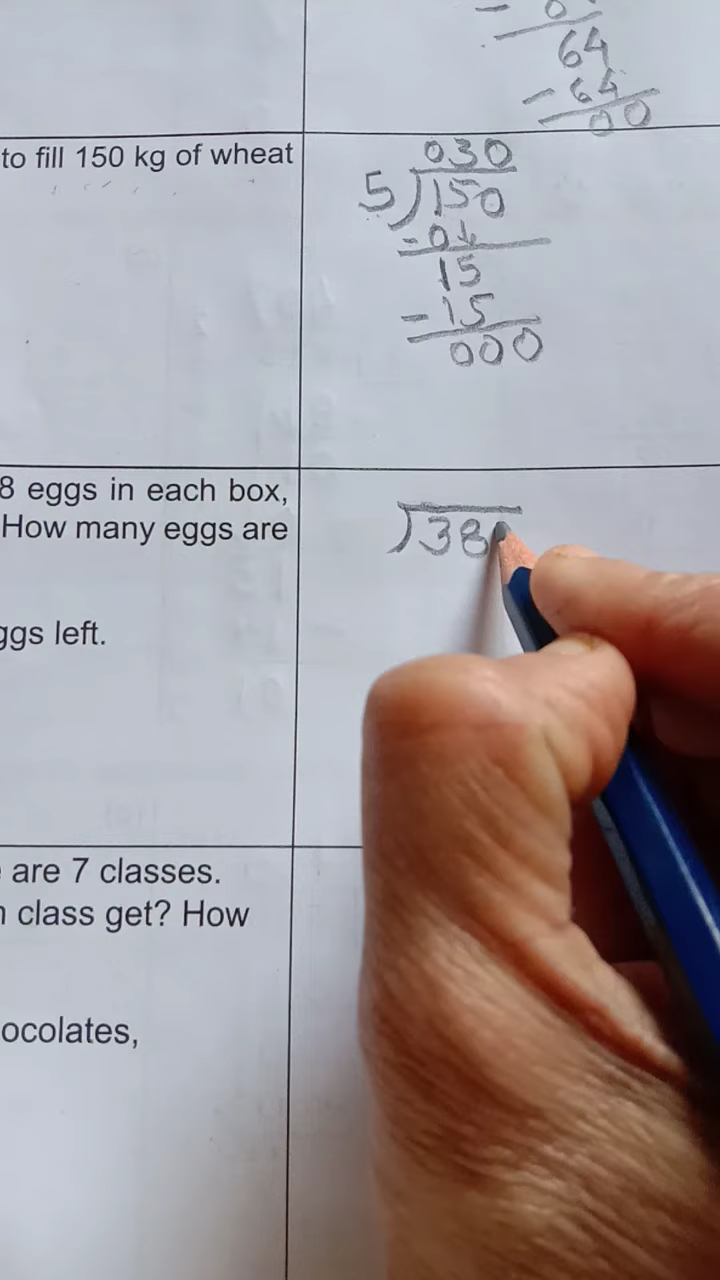 64
- 64
00
to fill 150 kg of wheat
030
5)150
15
- 15
000
8 eggs in each box,
How many eggs are
)38
ggs left.
are 7 classes.
class get? How
ocolates,